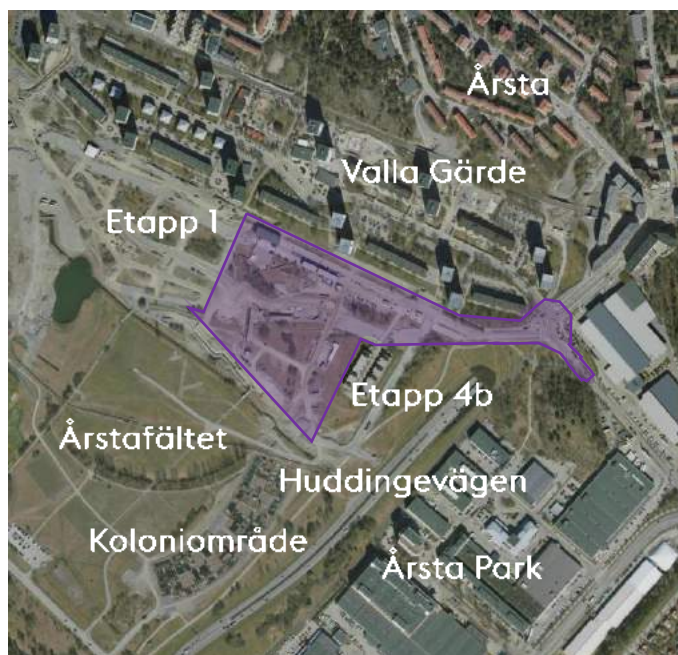 Årsta
Valla Gärde
Etapp 1
Etapp 4b
Årstafältet
Huddingevägen
Koloniområde
Årsta Park